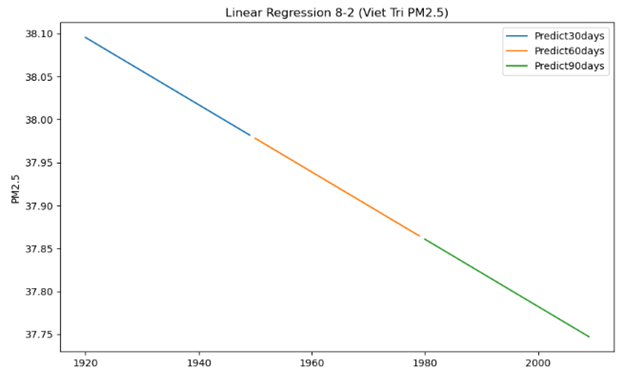 Linear Regression 8-2 (Viet Tri PM2.5)
Predict30days
Predict60days
Predict90days
PM2.5
38.10
38.05
38.00
37.95
37.90
37.85
37.80
37.75
1920 1940 1960 1980 2000